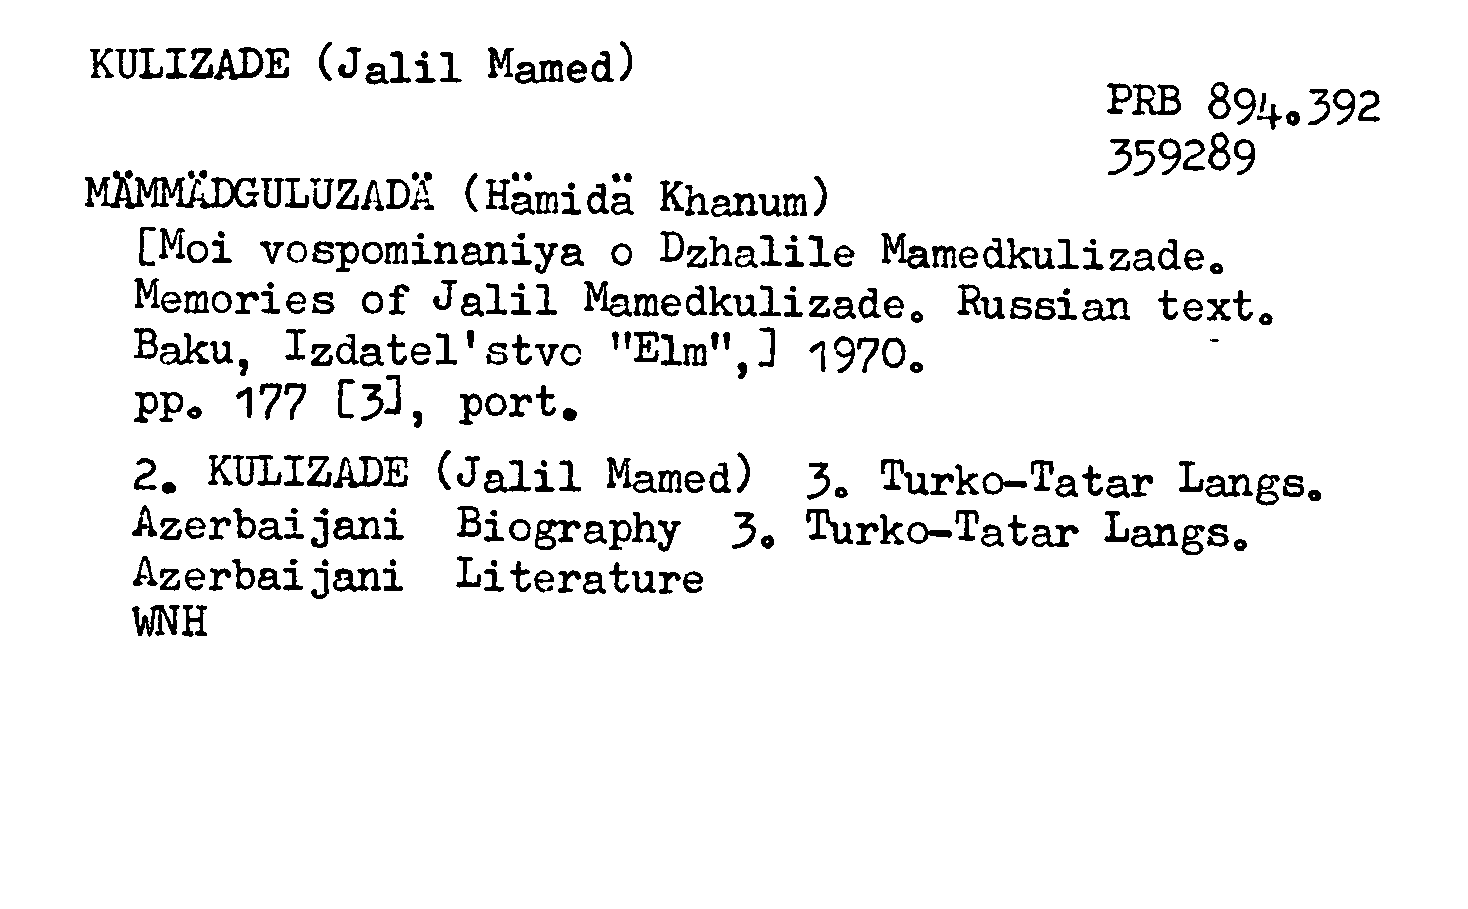 KULIZADE (Jalil Mamed)
PRB 894.392
359289
MÄMMÄDGULUZADÄ (Hämidä Khanum)
[Moi vospominaniya o Dzhalile Mamedkulizade.
Memories of Jalil Mamedkulizade. Russian text.
Baku, Izdatel'stvo "Elm",] 1970.
pp. 177 [3], port.
2. KULIZADE (Jalil Mamed) 3. Turko-Tatar Langs.
Azerbaijani Biography 3. Turko-Tatar Langs.
Azerbaijani Literature
WNH